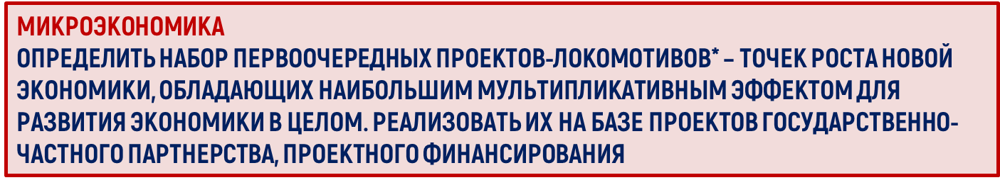 МИКРОЭКОНОМИКА
ОПРЕДЕЛИТЬ НАБОР ПЕРВООЧЕРЕДНЫХ ПРОЕКТОВ-ЛОКОМОТИВОВ* – ТОЧЕК РОСТА НОВОЙ
ЭКОНОМИКИ, ОБЛАДАЮЩИХ НАИБОЛЬШИМ МУЛЬТИПЛИКАТИВНЫМ ЭФФЕКТОМ ДЛЯ
РАЗВИТИЯ ЭКОНОМИКИ В ЦЕЛОМ. РЕАЛИЗОВАТЬ ИХ НА БАЗЕ ПРОЕКТОВ ГОСУДАРСТВЕННО-
ЧАСТНОГО ПАРТНЕРСТВА, ПРОЕКТНОГО ФИНАНСИРОВАНИЯ